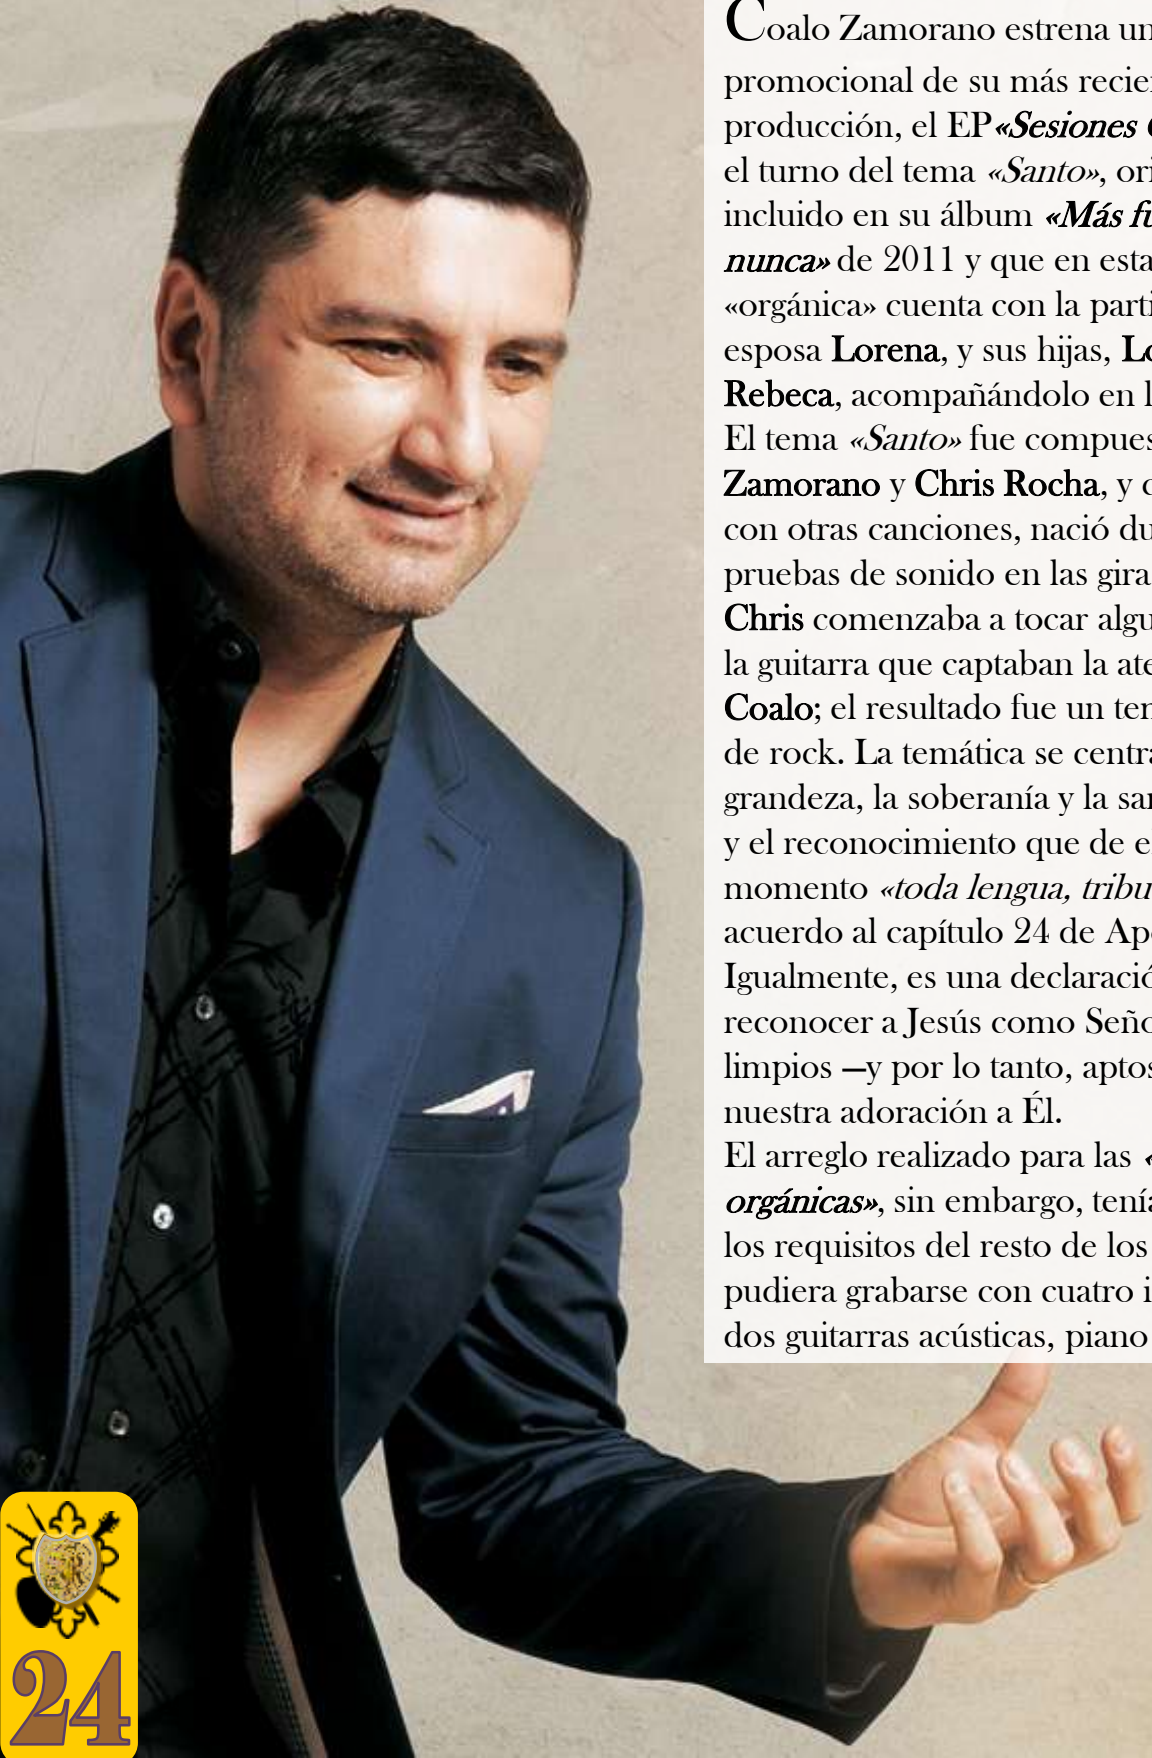 Coalo Zamorano estrena un
promocional de su más recie
producción, el EP «Sesiones
el turno del tema «Santo», ori
incluido en su álbum «Más fu
nunca» de 2011 y que en esta
«orgánica» cuenta con la parti
esposa Lorena, y sus hijas, Lo
Rebeca, acompañándolo en l
El tema «Santo» fue compues
Zamorano y Chris Rocha, y
con otras canciones, nació du
pruebas de sonido en las gira
Chris comenzaba a tocar algu
la guitarra que captaban la ate
Coalo; el resultado fue un te
de rock. La temática se centra
grandeza, la soberanía y la sa
y el reconocimiento que de e
momento «toda lengua, tribu
acuerdo al capítulo 24 de Ap
Igualmente, es una declaració
reconocer a Jesús como Seño
limpios —y por lo tanto, aptos
nuestra adoración a Él.
El arreglo realizado para las «
orgánicas», sin embargo, tenía
los requisitos del resto de los
pudiera grabarse con cuatro i
dos guitarras acústicas, piano
24